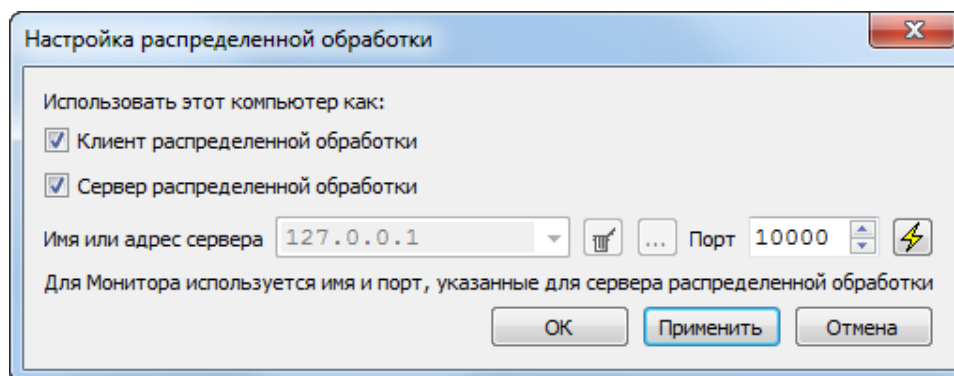 Настройка распределенной обработки
Использовать этот компьютер как:
Клиент распределенной обработки
Сервер распределенной обработки
Имя или адрес сервера 127.0.0.1 ... Порт 10000
Для Монитора используется имя и порт, указанные для сервера распределенной обработки
ОК Применить Отмена